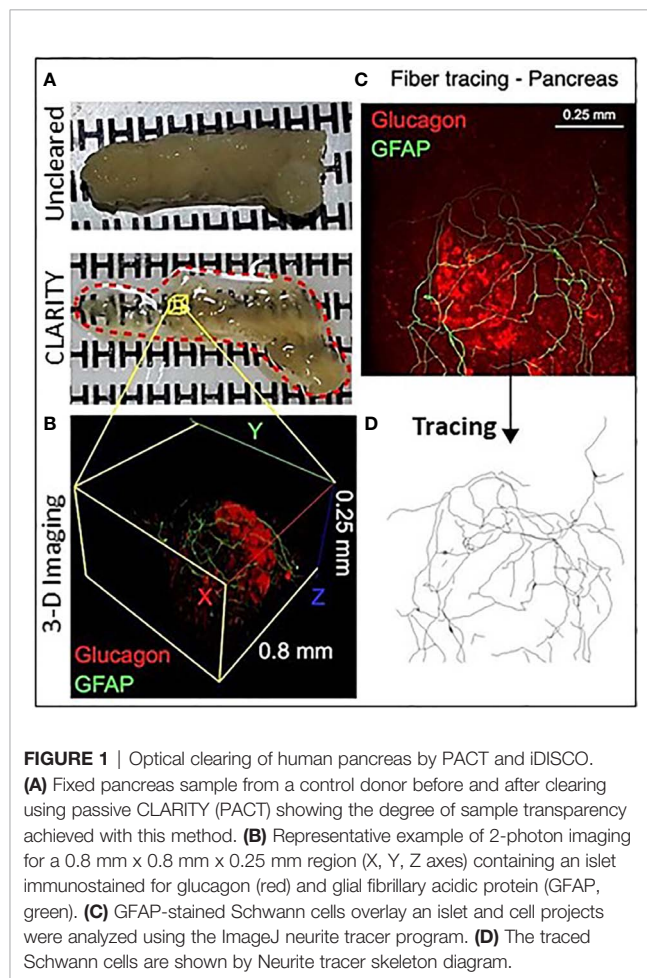 A
Uncleared
CLARITY
B
3-D Imaging
Y
X
Z
0.25 mm
0.8 mm
Glucagon
GFAP
C
Fiber tracing - Pancreas
Glucagon
GFAP
0.25 mm
D
Tracing
FIGURE 1 | Optical clearing of human pancreas by PACT and iDISCO.
(A) Fixed pancreas sample from a control donor before and after clearing
using passive CLARITY (PACT) showing the degree of sample transparency
achieved with this method. (B) Representative example of 2-photon imaging
for a 0.8 mm x 0.8 mm x 0.25 mm region (X, Y, Z axes) containing an islet
immunostained for glucagon (red) and glial fibrillary acidic protein (GFAP,
green). (C) GFAP-stained Schwann cells overlay an islet and cell projects
were analyzed using the ImageJ neurite tracer program. (D) The traced
Schwann cells are shown by Neurite tracer skeleton diagram.